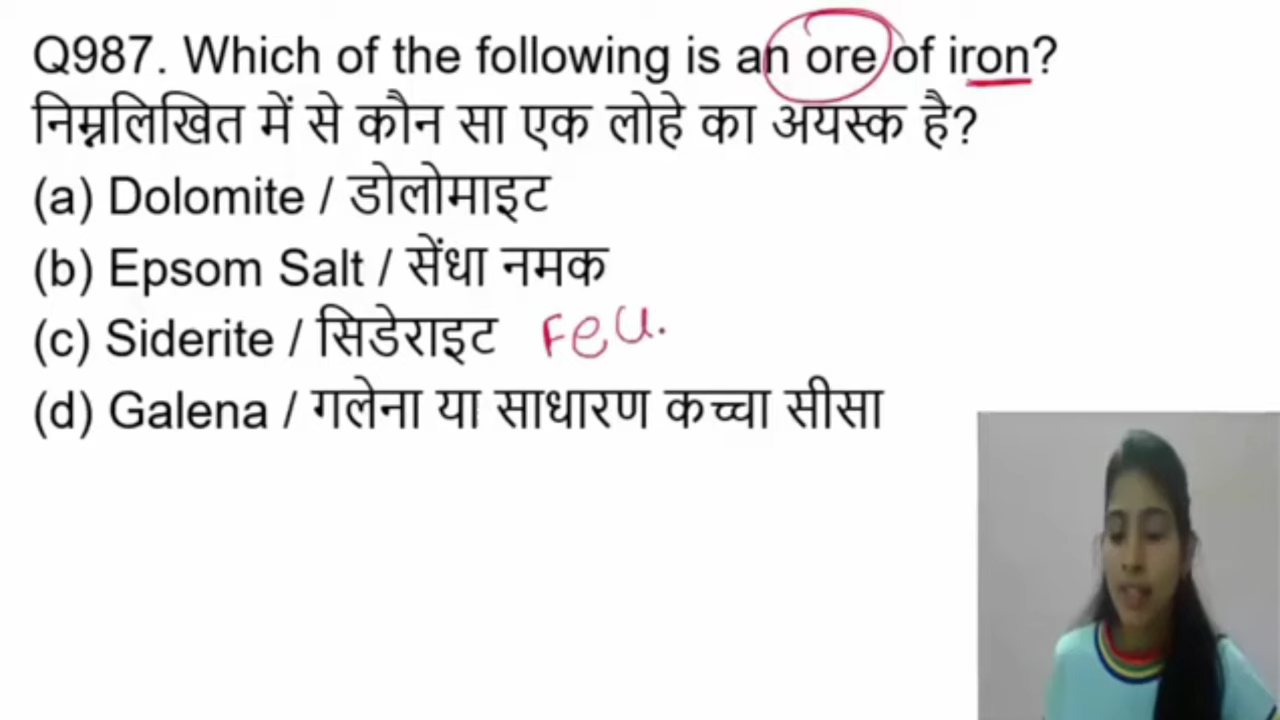 Q987. Which of the following is an ore of iron?
निम्नलिखित में से कौन सा एक लोहे का अयस्क है?
(a) Dolomite / डोलोमाइट
(b) Epsom Salt / सेंधा नमक
(c) Siderite / सिडेराइट Feu.
(d) Galena / गलेना या साधारण कच्चा सीसा